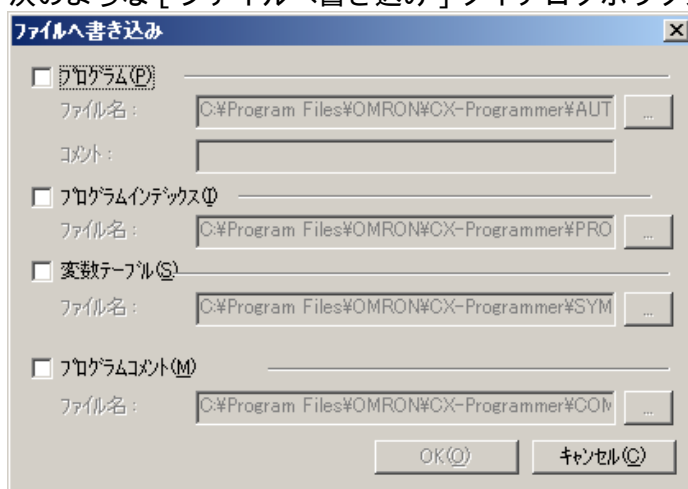 次のような [ ファイルへ書き込み ] ダイアログボックス
ファイルへ書き込み
プログラム(P)
ファイル名 : C:¥Program Files¥OMRON¥CX-Programmer¥AUT ...
コメント :
プログラムインデックス(I)
ファイル名 : C:¥Program Files¥OMRON¥CX-Programmer¥PRO ...
変数テーブル(S)
ファイル名 : C:¥Program Files¥OMRON¥CX-Programmer¥SYM ...
プログラムコメント(M)
ファイル名 : C:¥Program Files¥OMRON¥CX-Programmer¥COM ...
OK(O) キャンセル(C)